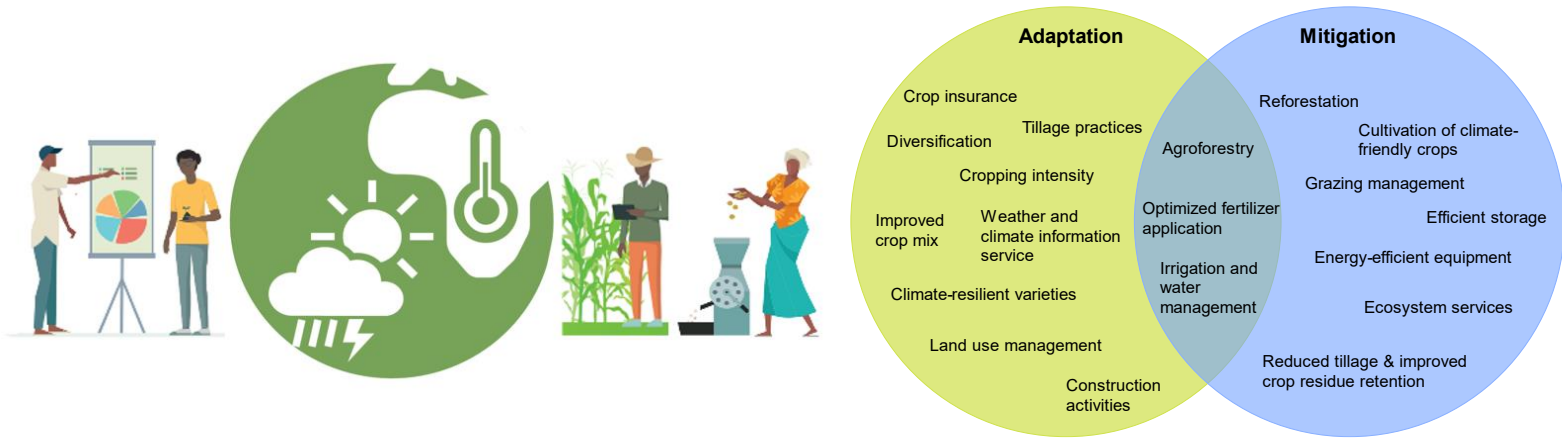 Adaptation
Mitigation
Crop insurance
Tillage practices
Diversification
Cropping intensity
Improved
crop mix
Weather and
climate information
service
Climate-resilient varieties
Land use management
Construction
activities
Agroforestry
Optimized fertilizer
application
Irrigation and
water
management
Reforestation
Cultivation of climate-
friendly crops
Grazing management
Efficient storage
Energy-efficient equipment
Ecosystem services
Reduced tillage & improved
crop residue retention